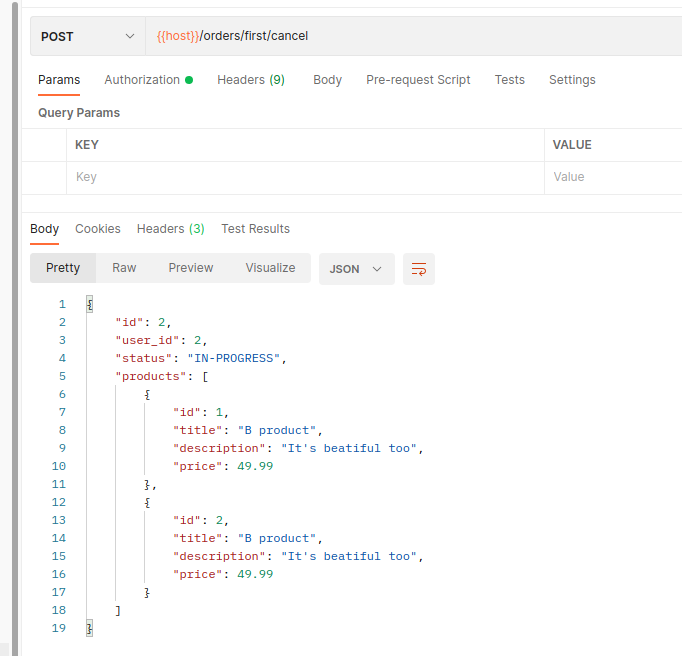 POST {{host}}/orders/first/cancel
Params Authorization Headers (9) Body Pre-request Script Tests Settings
Query Params
KEY VALUE
Key Value
Body Cookies Headers (3) Test Results
Pretty Raw Preview Visualize JSON
1 {
2 "id": 2,
3 "user_id": 2,
4 "status": "IN-PROGRESS",
5 "products": [
6 {
7 "id": 1,
8 "title": "B product",
9 "description": "It's beatiful too",
10 "price": 49.99
11 },
12 {
13 "id": 2,
14 "title": "B product",
15 "description": "It's beatiful too",
16 "price": 49.99
17 }
18 ]
19 }